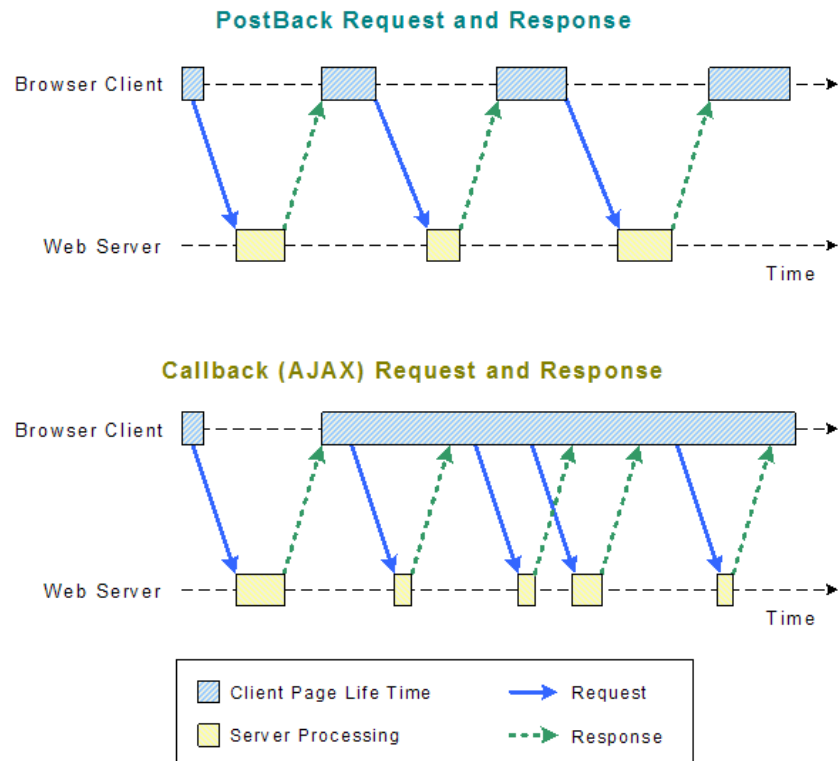 PostBack Request and Response
Browser Client
Web Server
Time
Callback (AJAX) Request and Response
Browser Client
Web Server
Time
Client Page Life Time
Request
Server Processing
Response